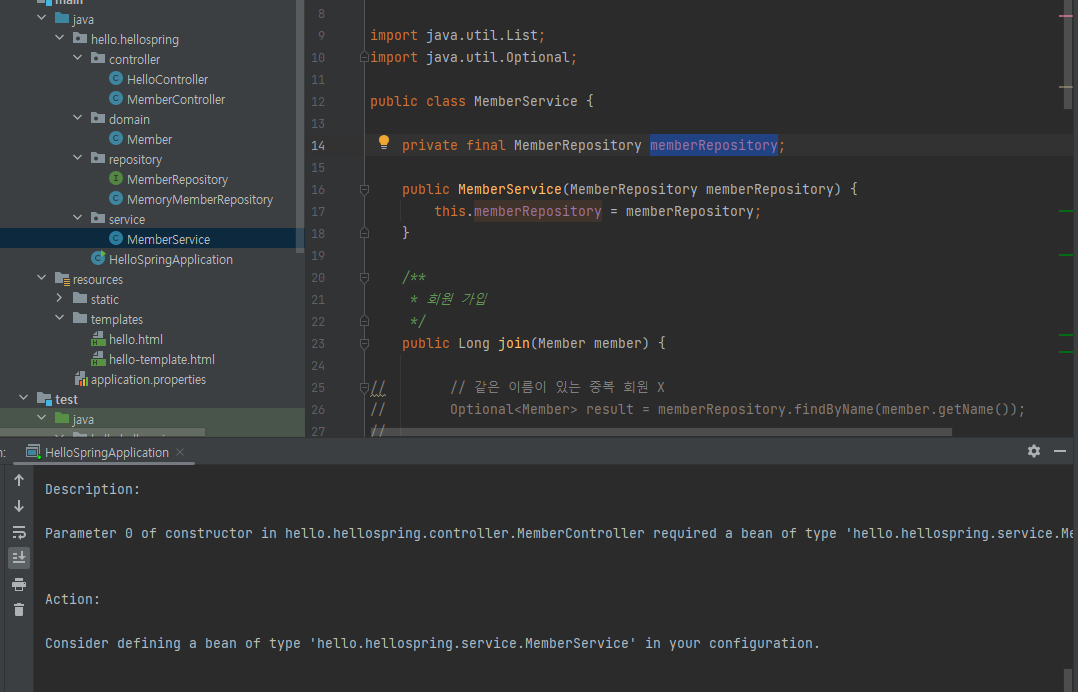 main
java
hello.hellospring
controller
HelloController
MemberController
domain
Member
repository
MemberRepository
MemoryMemberRepository
service
MemberService
HelloSpringApplication
resources
static
templates
hello.html
hello-template.html
application.properties
test
java
8
9 import java.util.List;
10 import java.util.Optional;
11
12 public class MemberService {
13
14 private final MemberRepository memberRepository;
15
16 public MemberService(MemberRepository memberRepository) {
17 this.memberRepository = memberRepository;
18 }
19
20 /**
21 * 회원 가입
22 */
23 public Long join(Member member) {
24
25 // // 같은 이름이 있는 중복 회원 X
26 // Optional<Member> result = memberRepository.findByName(member.getName());
27 //
HelloSpringApplication
Description:
Parameter 0 of constructor in hello.hellospring.controller.MemberController required a bean of type 'hello.hellospring.service.Me
Action:
Consider defining a bean of type 'hello.hellospring.service.MemberService' in your configuration.